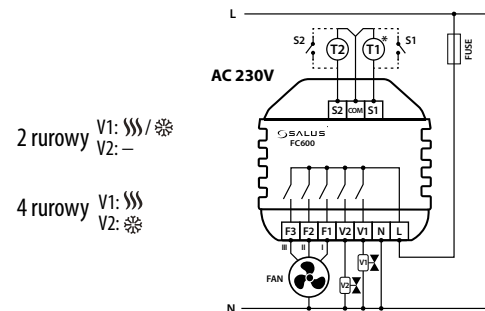 L
S2
T2
T1
*
S1
FUSE
AC 230V
S2 COM S1
SALUS
FC600
2 rurowy V1: /
V2: –
4 rurowy V1:
V2:
F3 F2 F1 V2 V1 N L
III II I
V1
FAN
V2
N